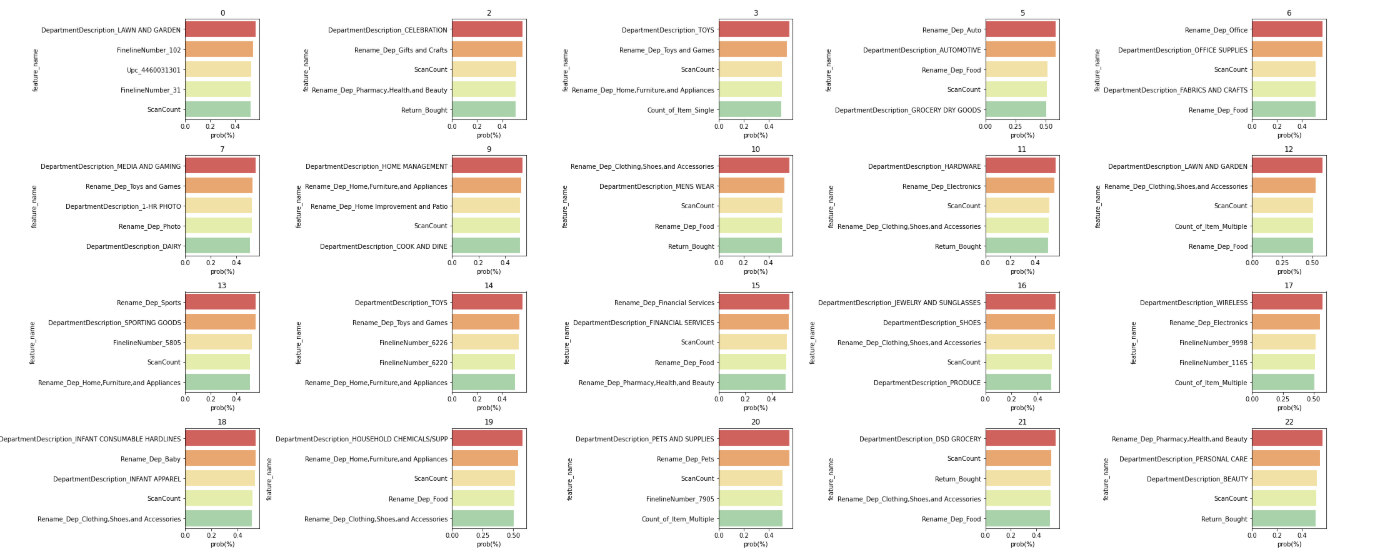 0
feature_name
DepartmentDescription_LAWN AND GARDEN
FinelineNumber_102
Upc_4460031301
FinelineNumber_31
ScanCount
0.0 0.2 0.4
prob(%)
2
feature_name
DepartmentDescription_CELEBRATION
Rename_Dep_Gifts and Crafts
ScanCount
Rename_Dep_Pharmacy,Health,and Beauty
Return_Bought
0.0 0.2 0.4
prob(%)
3
feature_name
DepartmentDescription_TOYS
Rename_Dep_Toys and Games
ScanCount
Rename_Dep_Home,Furniture,and Appliances
Count_of_Item_Single
0.0 0.2 0.4
prob(%)
5
feature_name
Rename_Dep_Auto
DepartmentDescription_AUTOMOTIVE
Rename_Dep_Food
ScanCount
DepartmentDescription_GROCERY DRY GOODS
0.00 0.25 0.50
prob(%)
6
feature_name
Rename_Dep_Office
DepartmentDescription_OFFICE SUPPLIES
ScanCount
DepartmentDescription_FABRICS AND CRAFTS
Rename_Dep_Food
0.0 0.2 0.4
prob(%)
7
feature_name
DepartmentDescription_MEDIA AND GAMING
Rename_Dep_Toys and Games
DepartmentDescription_1-HR PHOTO
Rename_Dep_Photo
DepartmentDescription_DAIRY
0.0 0.2 0.4
prob(%)
9
feature_name
DepartmentDescription_HOME MANAGEMENT
Rename_Dep_Home,Furniture,and Appliances
Rename_Dep_Home Improvement and Patio
ScanCount
DepartmentDescription_COOK AND DINE
0.0 0.2 0.4
prob(%)
10
feature_name
Rename_Dep_Clothing,Shoes,and Accessories
DepartmentDescription_MENS WEAR
ScanCount
Rename_Dep_Food
Return_Bought
0.0 0.2 0.4
prob(%)
11
feature_name
DepartmentDescription_HARDWARE
Rename_Dep_Electronics
ScanCount
Rename_Dep_Clothing,Shoes,and Accessories
Return_Bought
0.0 0.2 0.4
prob(%)
12
feature_name
DepartmentDescription_LAWN AND GARDEN
Rename_Dep_Clothing,Shoes,and Accessories
ScanCount
Count_of_Item_Multiple
Rename_Dep_Food
0.00 0.25 0.50
prob(%)
13
feature_name
Rename_Dep_Sports
DepartmentDescription_SPORTING GOODS
FinelineNumber_5805
ScanCount
Rename_Dep_Home,Furniture,and Appliances
0.0 0.2 0.4
prob(%)
14
feature_name
DepartmentDescription_TOYS
Rename_Dep_Toys and Games
FinelineNumber_6226
FinelineNumber_6220
Rename_Dep_Home,Furniture,and Appliances
0.0 0.2 0.4
prob(%)
15
feature_name
Rename_Dep_Financial Services
DepartmentDescription_FINANCIAL SERVICES
ScanCount
Rename_Dep_Food
Rename_Dep_Pharmacy,Health,and Beauty
0.0 0.2 0.4
prob(%)
16
feature_name
DepartmentDescription_JEWELRY AND SUNGLASSES
DepartmentDescription_SHOES
Rename_Dep_Clothing,Shoes,and Accessories
ScanCount
DepartmentDescription_PRODUCE
0.0 0.2 0.4
prob(%)
17
feature_name
DepartmentDescription_WIRELESS
Rename_Dep_Electronics
FinelineNumber_9998
FinelineNumber_1165
Count_of_Item_Multiple
0.00 0.25 0.50
prob(%)
18
DepartmentDescription_INFANT CONSUMABLE HARDLINES
Rename_Dep_Baby
DepartmentDescription_INFANT APPAREL
ScanCount
Rename_Dep_Clothing,Shoes,and Accessories
0.0 0.2 0.4
prob(%)
19
feature_name
DepartmentDescription_HOUSEHOLD CHEMICALS/SUPP
Rename_Dep_Home,Furniture,and Appliances
ScanCount
Rename_Dep_Food
Rename_Dep_Clothing,Shoes,and Accessories
0.00 0.25 0.50
prob(%)
20
feature_name
DepartmentDescription_PETS AND SUPPLIES
Rename_Dep_Pets
ScanCount
FinelineNumber_7905
Count_of_Item_Multiple
0.0 0.2 0.4
prob(%)
21
feature_name
DepartmentDescription_DSD GROCERY
ScanCount
Return_Bought
Rename_Dep_Clothing,Shoes,and Accessories
Rename_Dep_Food
0.0 0.2 0.4
prob(%)
22
feature_name
Rename_Dep_Pharmacy,Health,and Beauty
DepartmentDescription_PERSONAL CARE
DepartmentDescription_BEAUTY
ScanCount
Return_Bought
0.0 0.2 0.4
prob(%)